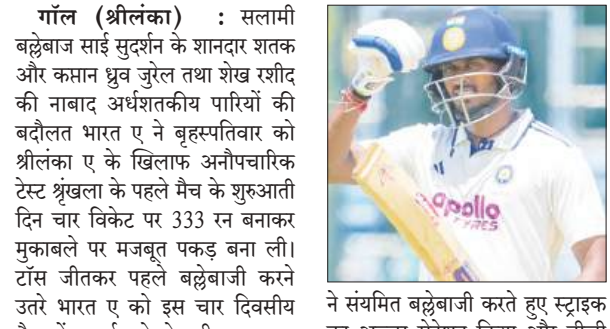 गॉल (श्रीलंका) : सलामी
बल्लेबाज साई सुदर्शन के शानदार शतक
और कप्तान ध्रुव जुरेल तथा शेख रशीद
की नाबाद अर्धशतकीय पारियों की
बदौलत भारत ए ने बृहस्पतिवार को
श्रीलंका ए के खिलाफ अनौपचारिक
टेस्ट श्रृंखला के पहले मैच के शुरुआती
दिन चार विकेट पर 333 रन बनाकर
मुकाबले पर मजबूत पकड़ बना ली।
टॉस जीतकर पहले बल्लेबाजी करने
उतरे भारत ए को इस चार दिवसीय
apollo
TYRES
ने संयमित बल्लेबाजी करते हुए स्ट्राइक